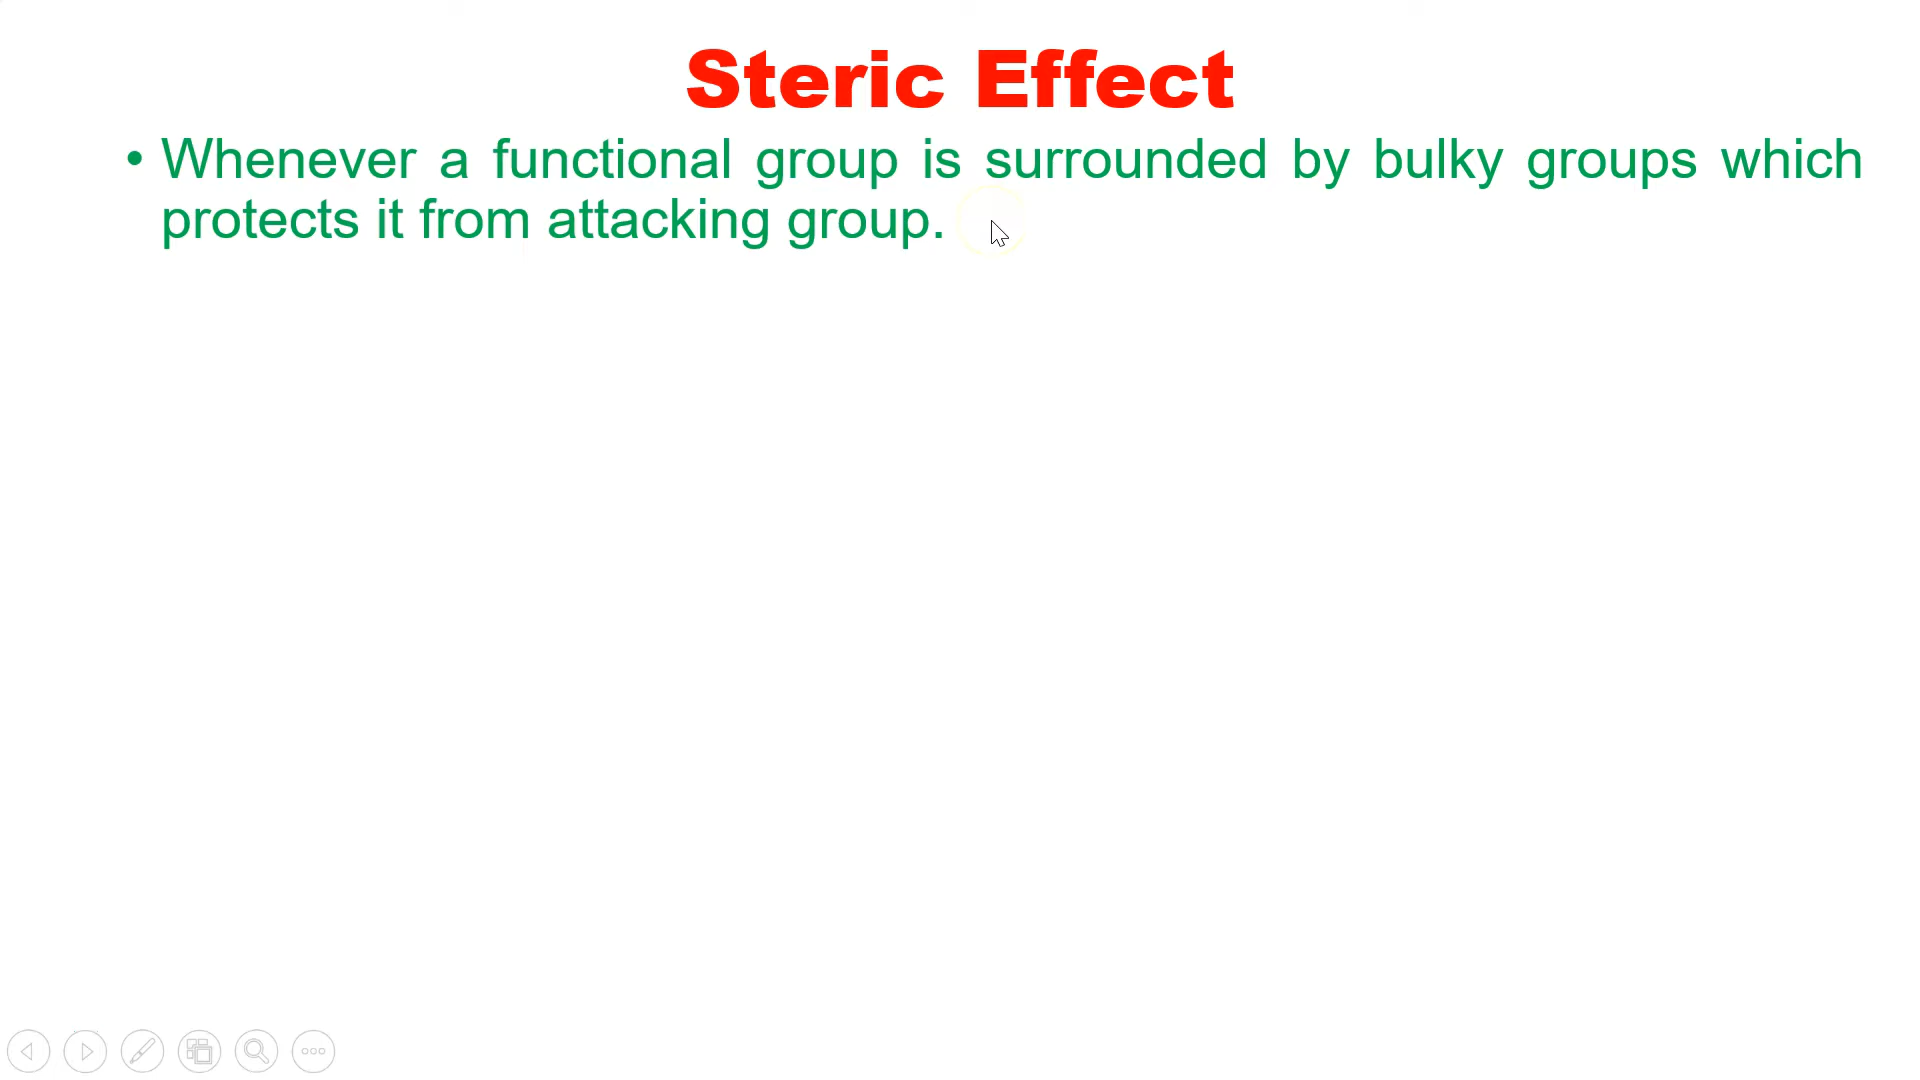 Steric Effect
• Whenever a functional group is surrounded by bulky groups which
protects it from attacking group.